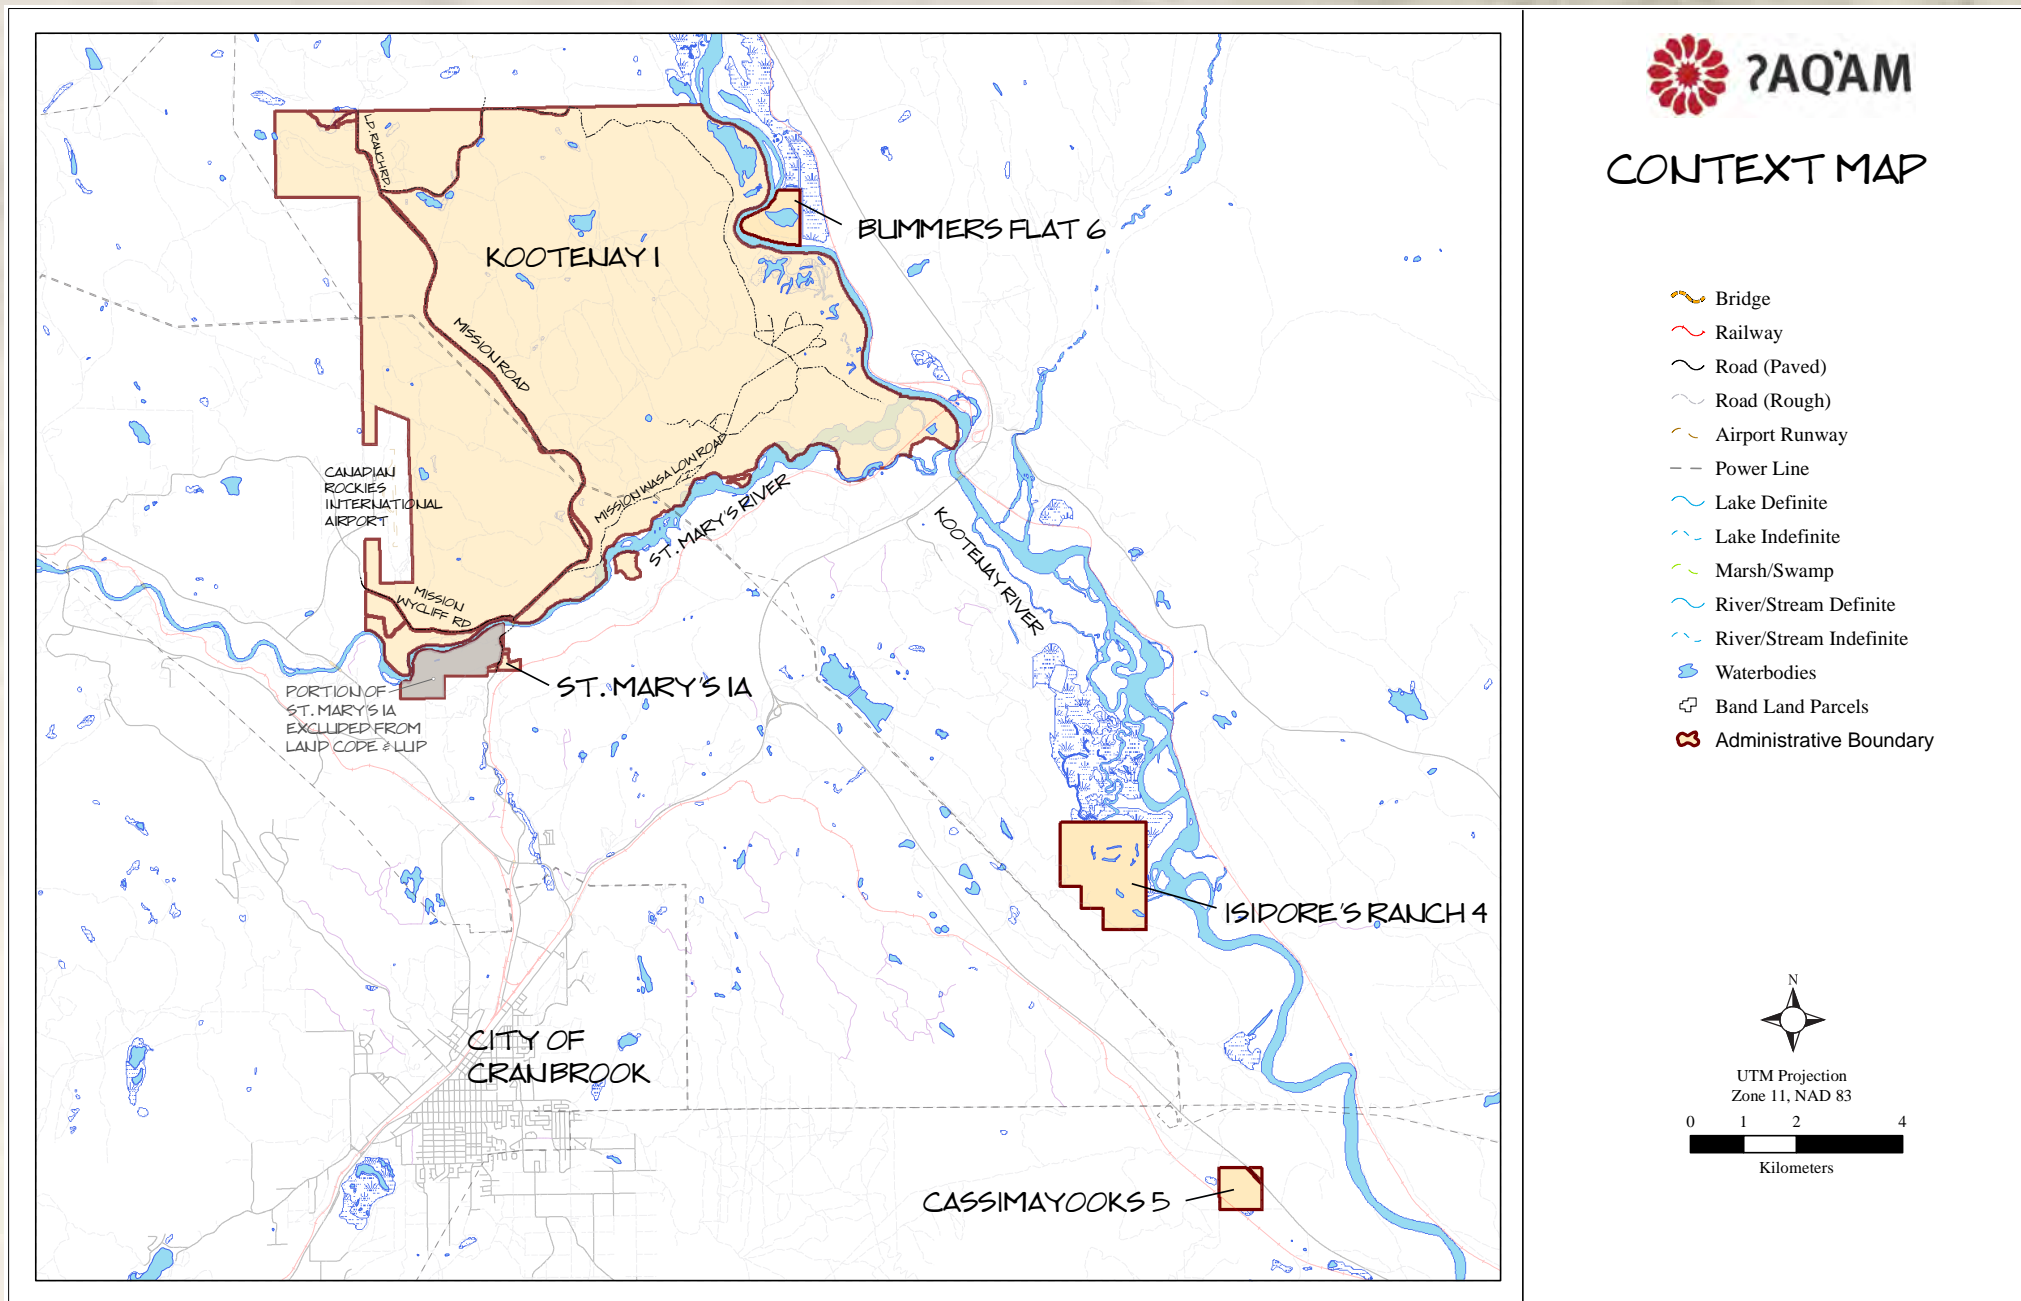 ʔAQ̓AM
CONTEXT MAP
L.D. RANCH RD.
BUMMERS FLAT 6
KOOTENAY 1
MISSION ROAD
CANADIAN
ROCKIES
INTERNATIONAL
AIRPORT
MISSION WASA LOW ROAD
ST. MARY'S RIVER
KOOTENAY RIVER
MISSION
WYCLIFF RD
ST. MARY'S 1A
PORTION OF
ST. MARY'S 1A
EXCLUDED FROM
LAND CODE & LUP
ISIDORE'S RANCH 4
CITY OF
CRANBROOK
CASSIMAYOOKS 5
Bridge
Railway
Road (Paved)
Road (Rough)
Airport Runway
Power Line
Lake Definite
Lake Indefinite
Marsh/Swamp
River/Stream Definite
River/Stream Indefinite
Waterbodies
Band Land Parcels
Administrative Boundary
N
UTM Projection
Zone 11, NAD 83
0 1 2 4
Kilometers